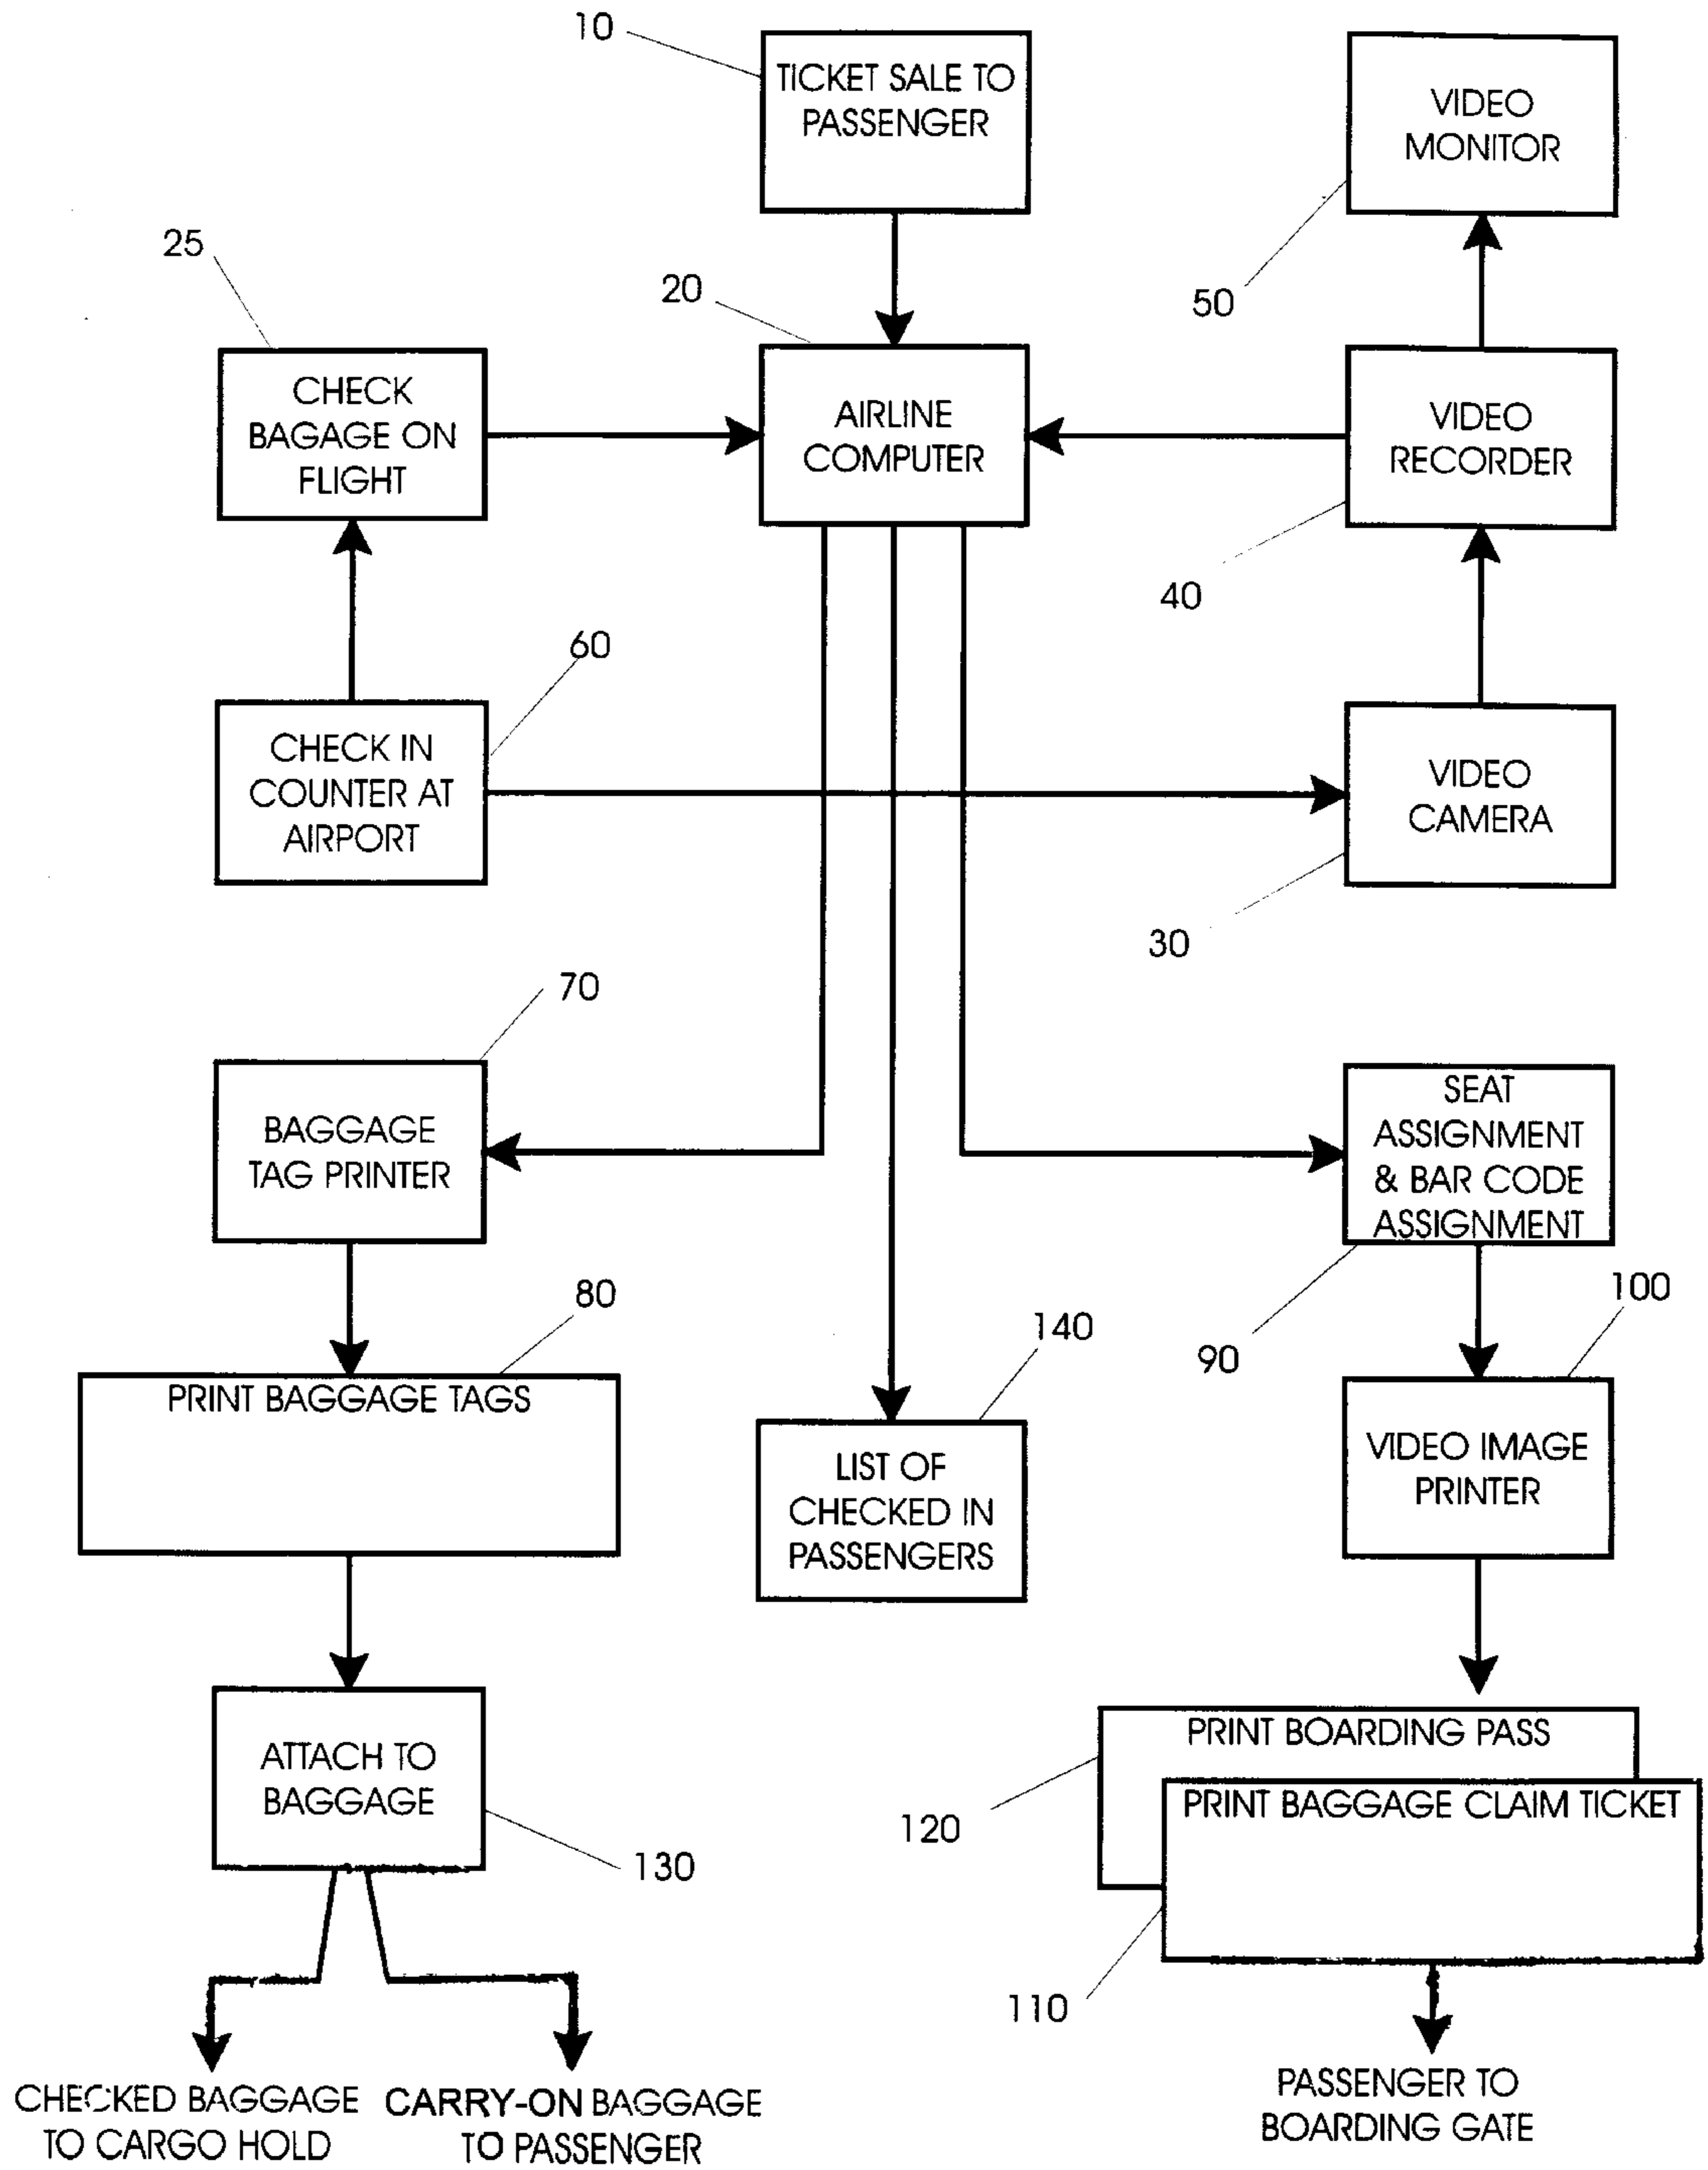 10
TICKET SALE TO
PASSENGER
VIDEO
MONITOR
25
20
50
CHECK
BAGAGE ON
FLIGHT
AIRLINE
COMPUTER
VIDEO
RECORDER
40
60
CHECK IN
COUNTER AT
AIRPORT
VIDEO
CAMERA
30
70
BAGGAGE
TAG PRINTER
SEAT
ASSIGNMENT
& BAR CODE
ASSIGNMENT
80
140
90
100
PRINT BAGGAGE TAGS
LIST OF
CHECKED IN
PASSENGERS
VIDEO IMAGE
PRINTER
ATTACH TO
BAGGAGE
130
PRINT BOARDING PASS
PRINT BAGGAGE CLAIM TICKET
120
110
CHECKED BAGGAGE
TO CARGO HOLD
CARRY-ON BAGGAGE
TO PASSENGER
PASSENGER TO
BOARDING GATE